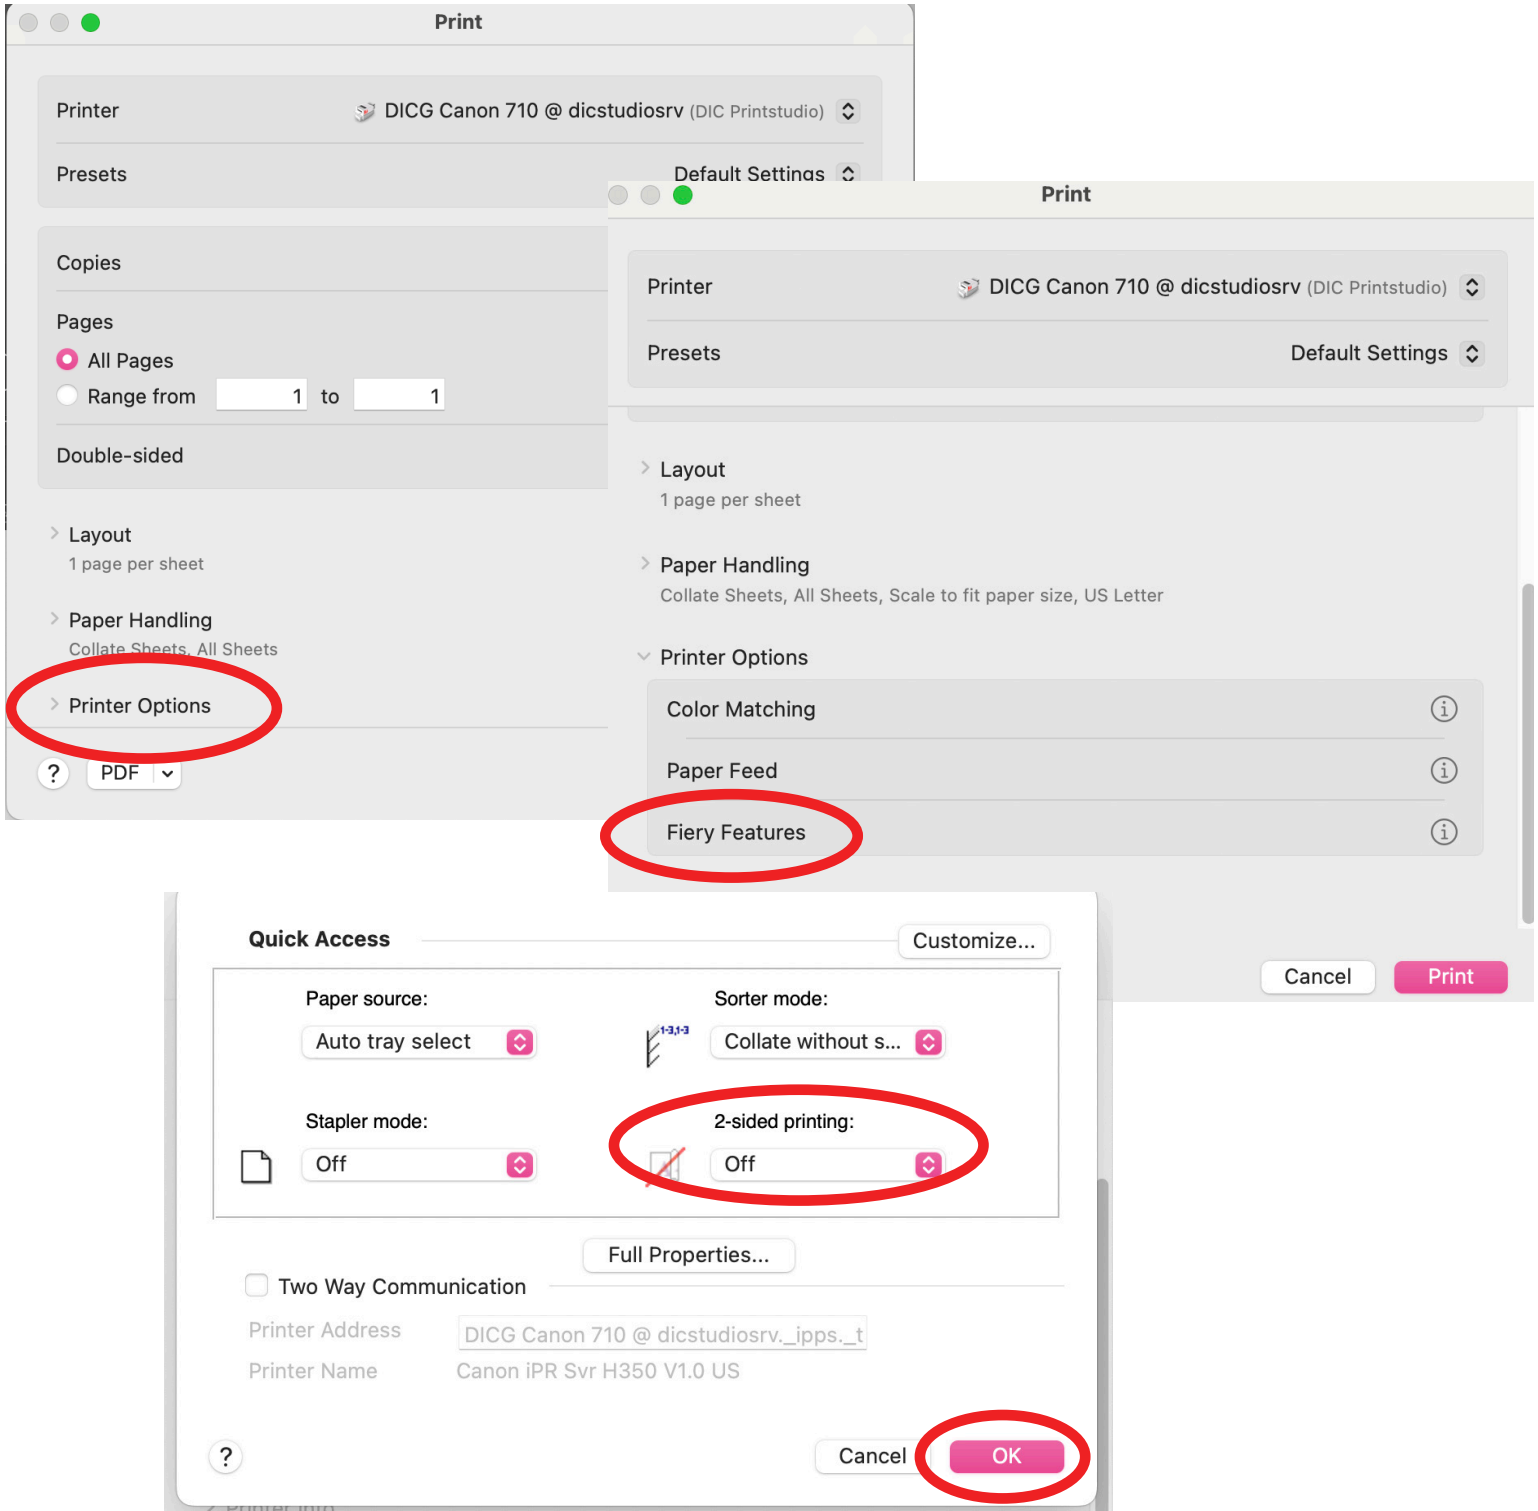 Print
Printer
DICG Canon 710 @ dicstudiosrv (DIC Printstudio)
Presets
Default Settings
Copies
Pages
All Pages
Range from 1 to 1
Double-sided
Layout
1 page per sheet
Paper Handling
Collate Sheets, All Sheets
Printer Options
? PDF
Print
Printer
DICG Canon 710 @ dicstudiosrv (DIC Printstudio)
Presets
Default Settings
Layout
1 page per sheet
Paper Handling
Collate Sheets, All Sheets, Scale to fit paper size, US Letter
Printer Options
Color Matching
Paper Feed
Fiery Features
Cancel Print
Quick Access
Customize...
Paper source:
Sorter mode:
Auto tray select
1-3,1-3
Collate without s...
Stapler mode:
2-sided printing:
Off
Off
Full Properties...
Two Way Communication
Printer Address
DICG Canon 710 @ dicstudiosrv._ipps._t
Printer Name
Canon iPR Svr H350 V1.0 US
? Cancel OK
Printer Info